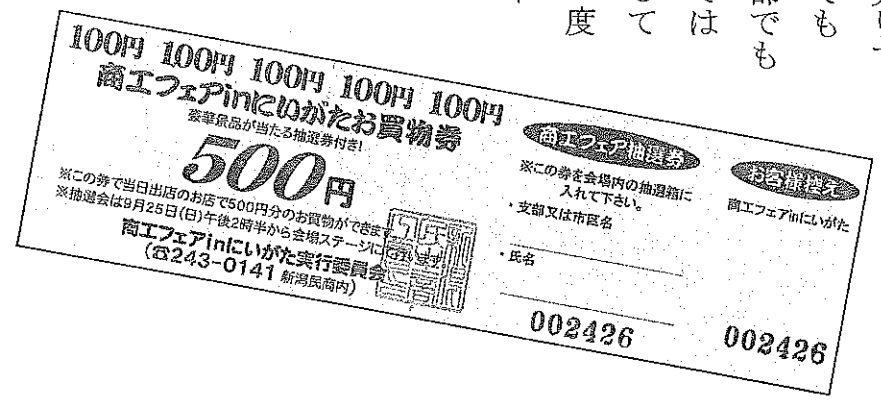 でも
部でも
は
して
度
100円 100円 100円 100円 100円
商工フェアinにいがたお買物券
豪華景品が当たる抽選券付き!
500円
※この券で当日出店のお店で500円分のお買物ができます
※抽選会は9月25日(日)午後2時半から会場ステージに
商工フェアinにいがた実行委員会
(☎243-0141 新潟民商内)
商工フェア抽選券
※この券を会場内の抽選箱に
入れて下さい。
・支部又は市区名
・氏名
002426
お客様控え
商工フェアinにいがた
002426